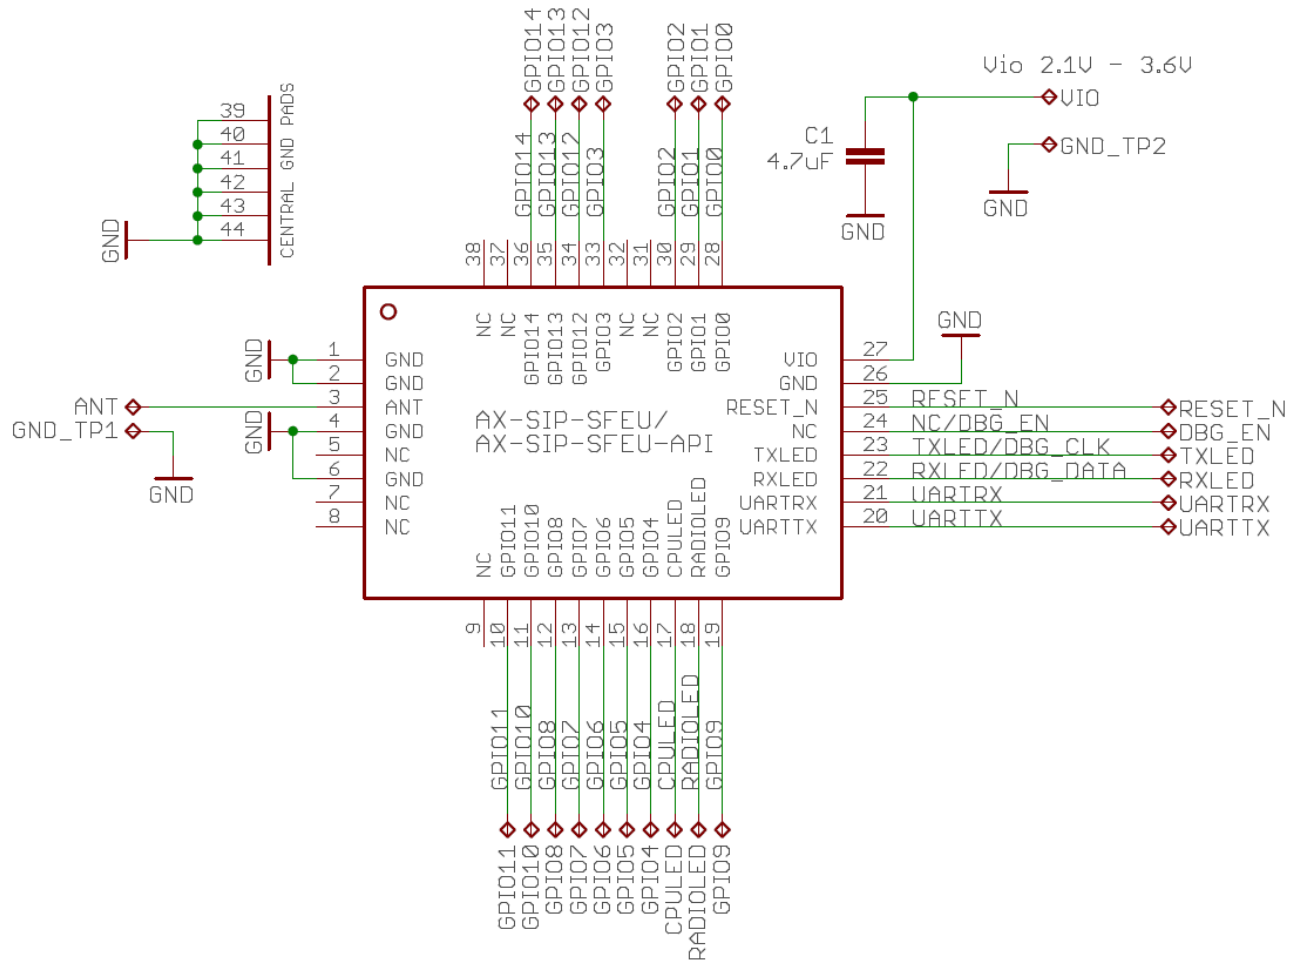 GPIO14
GPIO13
GPIO12
GPIO3
GPIO2
GPIO1
GPIO0
Vio 2.1V - 3.6V
VIO
GND_TP2
GND
C1
4.7uF
GND
39
40
41
42
43
44
CENTRAL GND PADS
GND
GPIO14
GPIO13
GPIO12
GPIO3
GPIO2
GPIO1
GPIO0
38
37
36
35
34
33
32
31
30
29
28
NC
NC
GPIO14
GPIO13
GPIO12
GPIO3
NC
NC
GPIO2
GPIO1
GPIO0
GND
GND
1 GND
2 GND
ANT
3 ANT
GND_TP1
GND
GND
4 GND
5 NC
6 GND
7 NC
8 NC
AX-SIP-SFEU/
AX-SIP-SFEU-API
VIO 27
GND 26
RESET_N 25 RESET_N RESET_N
NC 24 NC/DBG_EN DBG_EN
TXLED 23 TXLED/DBG_CLK TXLED
RXLED 22 RXLED/DBG_DATA RXLED
UARTRX 21 UARTRX UARTRX
UARTTX 20 UARTTX UARTTX
NC
GPIO11
GPIO10
GPIO8
GPIO7
GPIO6
GPIO5
GPIO4
CPULED
RADIOLED
GPIO9
9
10
11
12
13
14
15
16
17
18
19
GPIO11
GPIO10
GPIO8
GPIO7
GPIO6
GPIO5
GPIO4
CPULED
RADIOLED
GPIO9
GPIO11
GPIO10
GPIO8
GPIO7
GPIO6
GPIO5
GPIO4
CPULED
RADIOLED
GPIO9